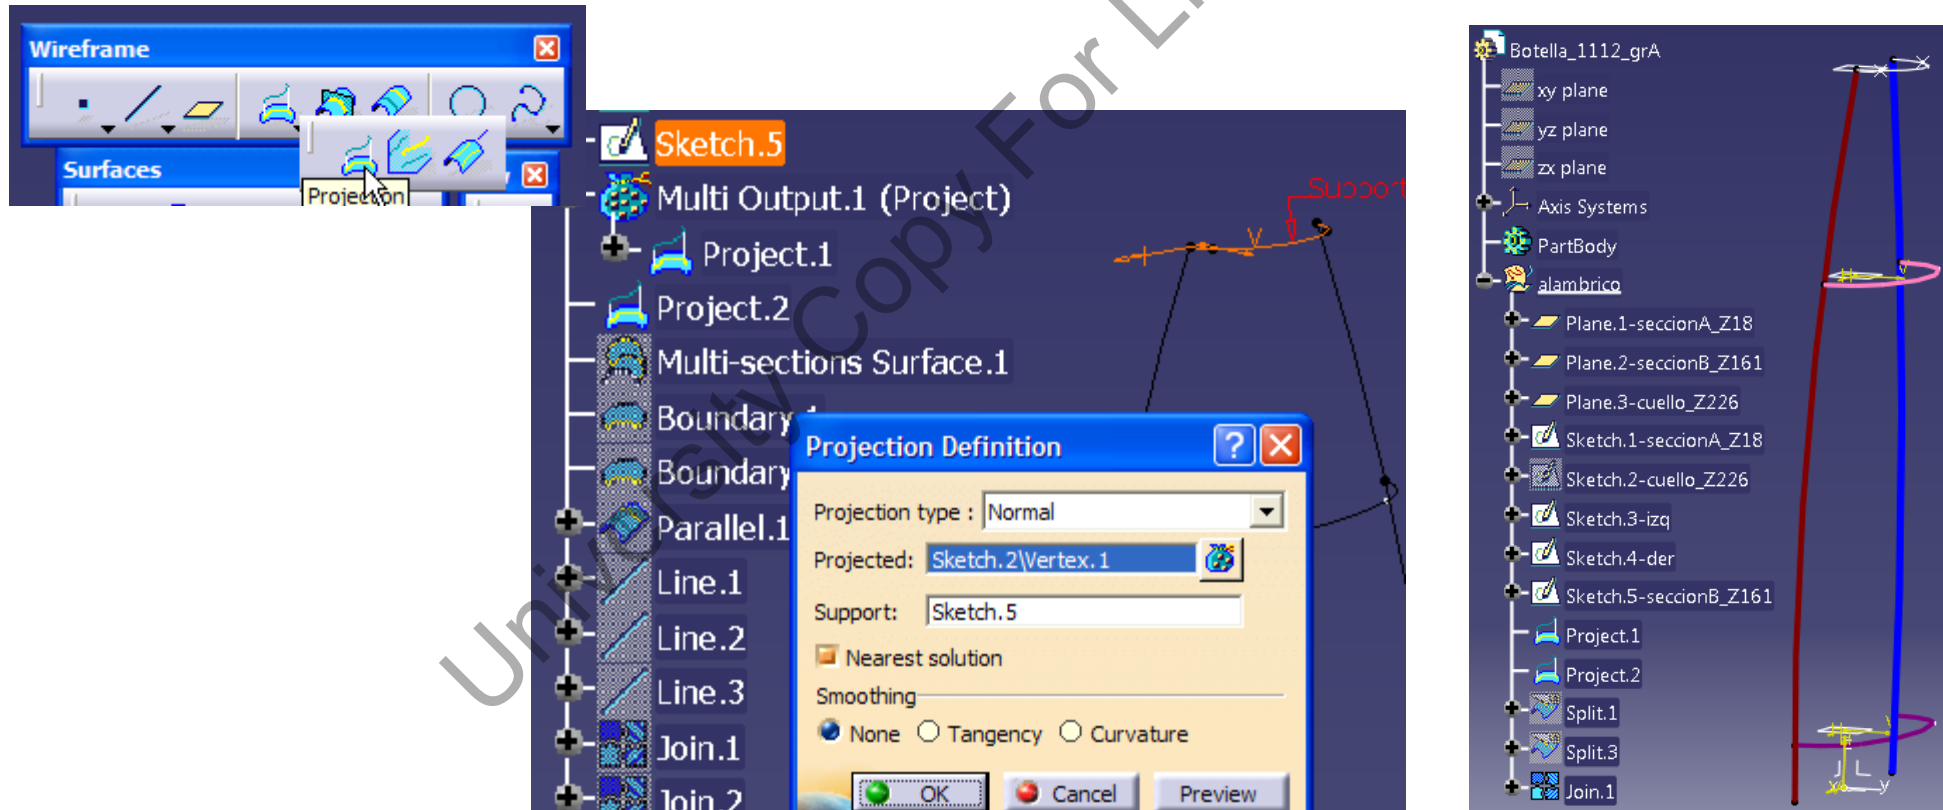 Wireframe
Surfaces
Projection
Sketch.5
Multi Output.1 (Project)
Project.1
Project.2
Multi-sections Surface.1
Boundary
Boundary
Parallel.1
Line.1
Line.2
Line.3
Join.1
Join.2
Support
Projection Definition
Projection type : Normal
Projected: Sketch.2\Vertex.1
Support: Sketch.5
Nearest solution
Smoothing
None Tangency Curvature
OK Cancel Preview
Botella_1112_grA
xy plane
yz plane
zx plane
Axis Systems
PartBody
alambrico
Plane.1-seccionA_Z18
Plane.2-seccionB_Z161
Plane.3-cuello_Z226
Sketch.1-seccionA_Z18
Sketch.2-cuello_Z226
Sketch.3-izq
Sketch.4-der
Sketch.5-seccionB_Z161
Project.1
Project.2
Split.1
Split.3
Join.1
x y
University Copy For